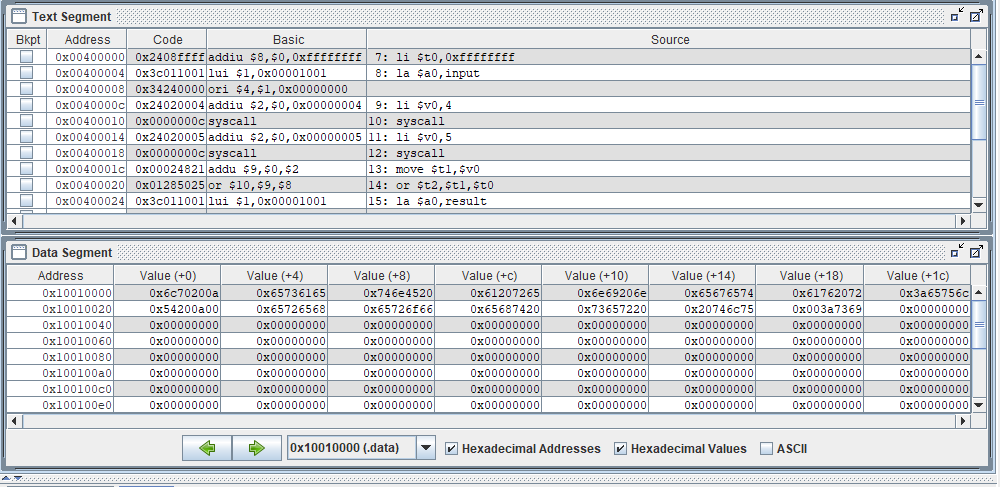 Text Segment
Bkpt Address Code Basic Source
0x00400000 0x2408ffff addiu $8,$0,0xffffffff 7: li $t0,0xffffffff
0x00400004 0x3c011001 lui $1,0x00001001 8: la $a0,input
0x00400008 0x34240000 ori $4,$1,0x00000000
0x0040000c 0x24020004 addiu $2,$0,0x00000004 9: li $v0,4
0x00400010 0x0000000c syscall 10: syscall
0x00400014 0x24020005 addiu $2,$0,0x00000005 11: li $v0,5
0x00400018 0x0000000c syscall 12: syscall
0x0040001c 0x00024821 addu $9,$0,$2 13: move $t1,$v0
0x00400020 0x01285025 or $10,$9,$8 14: or $t2,$t1,$t0
0x00400024 0x3c011001 lui $1,0x00001001 15: la $a0,result
Data Segment
Address Value (+0) Value (+4) Value (+8) Value (+c) Value (+10) Value (+14) Value (+18) Value (+1c)
0x10010000 0x6c70200a 0x65736165 0x746e4520 0x61207265 0x6e69206e 0x65676574 0x61762072 0x3a65756c
0x10010020 0x54200a00 0x65726568 0x65726f66 0x65687420 0x73657220 0x20746c75 0x003a7369 0x00000000
0x10010040 0x00000000 0x00000000 0x00000000 0x00000000 0x00000000 0x00000000 0x00000000 0x00000000
0x10010060 0x00000000 0x00000000 0x00000000 0x00000000 0x00000000 0x00000000 0x00000000 0x00000000
0x10010080 0x00000000 0x00000000 0x00000000 0x00000000 0x00000000 0x00000000 0x00000000 0x00000000
0x100100a0 0x00000000 0x00000000 0x00000000 0x00000000 0x00000000 0x00000000 0x00000000 0x00000000
0x100100c0 0x00000000 0x00000000 0x00000000 0x00000000 0x00000000 0x00000000 0x00000000 0x00000000
0x100100e0 0x00000000 0x00000000 0x00000000 0x00000000 0x00000000 0x00000000 0x00000000 0x00000000
0x10010000 (.data) Hexadecimal Addresses Hexadecimal Values ASCII